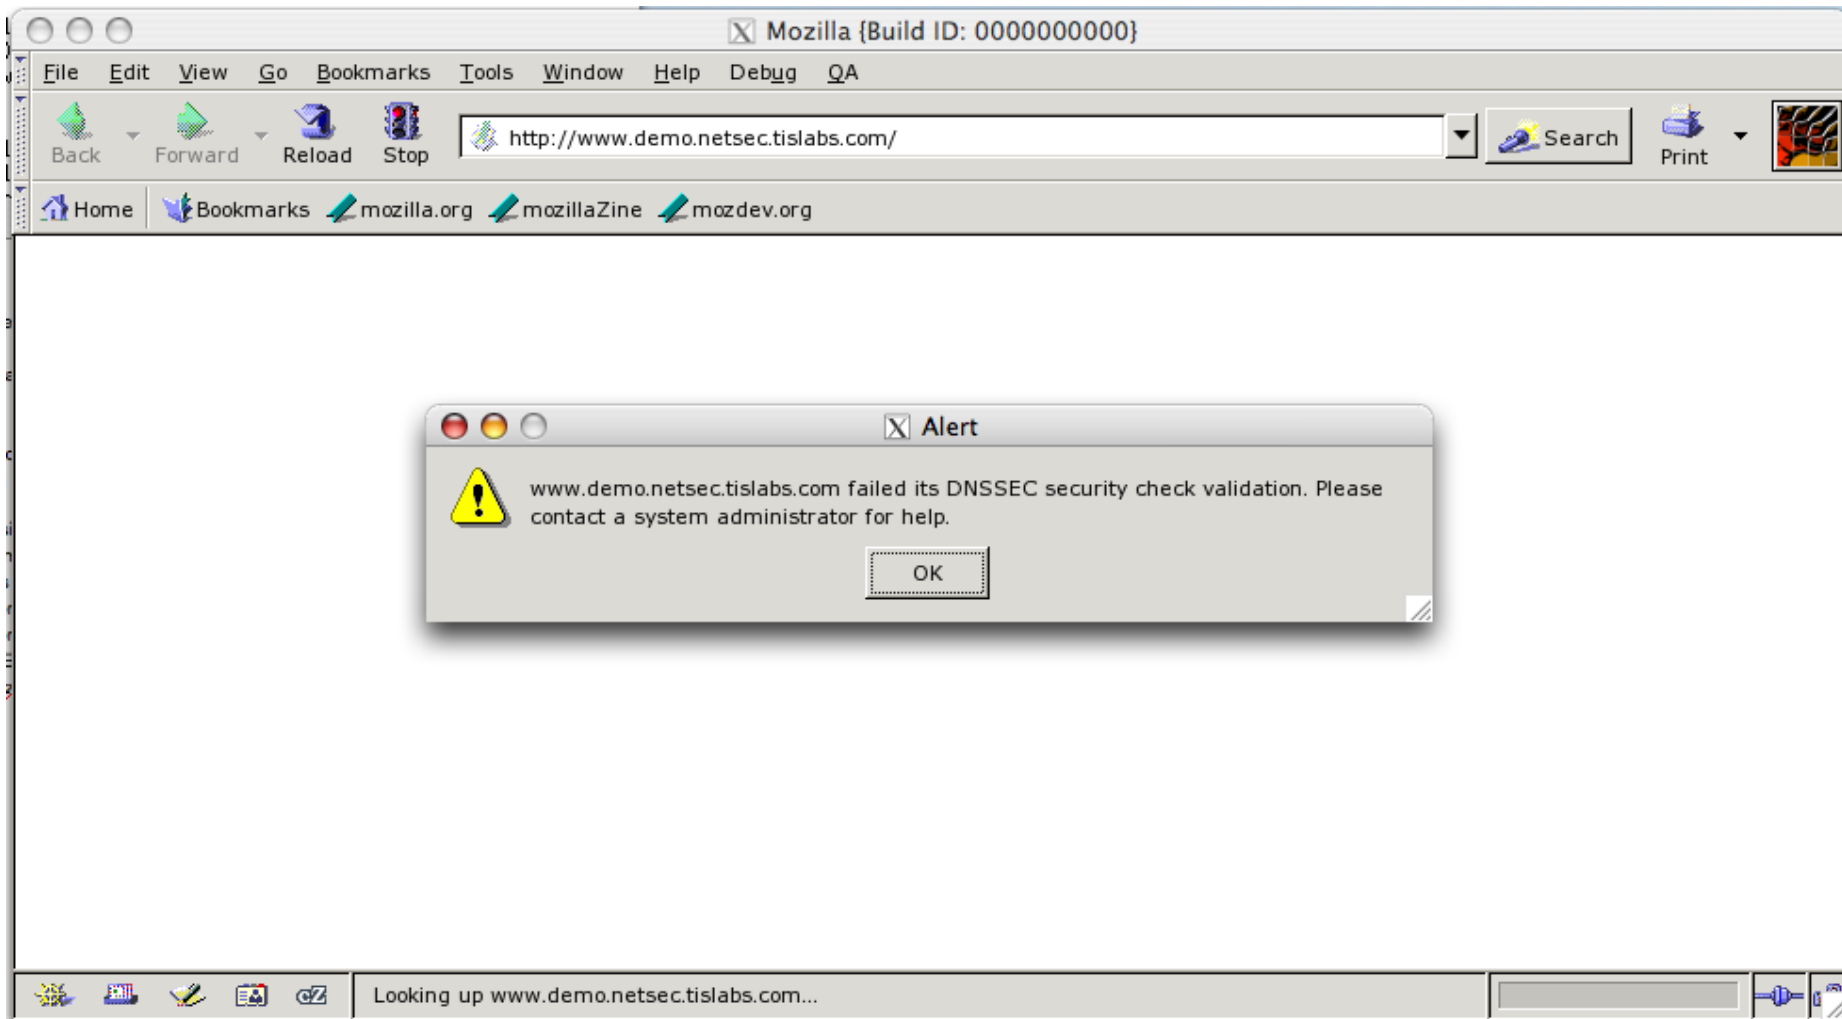 Mozilla {Build ID: 0000000000}
File Edit View Go Bookmarks Tools Window Help Debug QA
Back Forward Reload Stop http://www.demo.netsec.tislabs.com/ Search Print
Home Bookmarks mozilla.org mozillaZine mozdev.org
Alert
www.demo.netsec.tislabs.com failed its DNSSEC security check validation. Please
contact a system administrator for help.
OK
Looking up www.demo.netsec.tislabs.com...